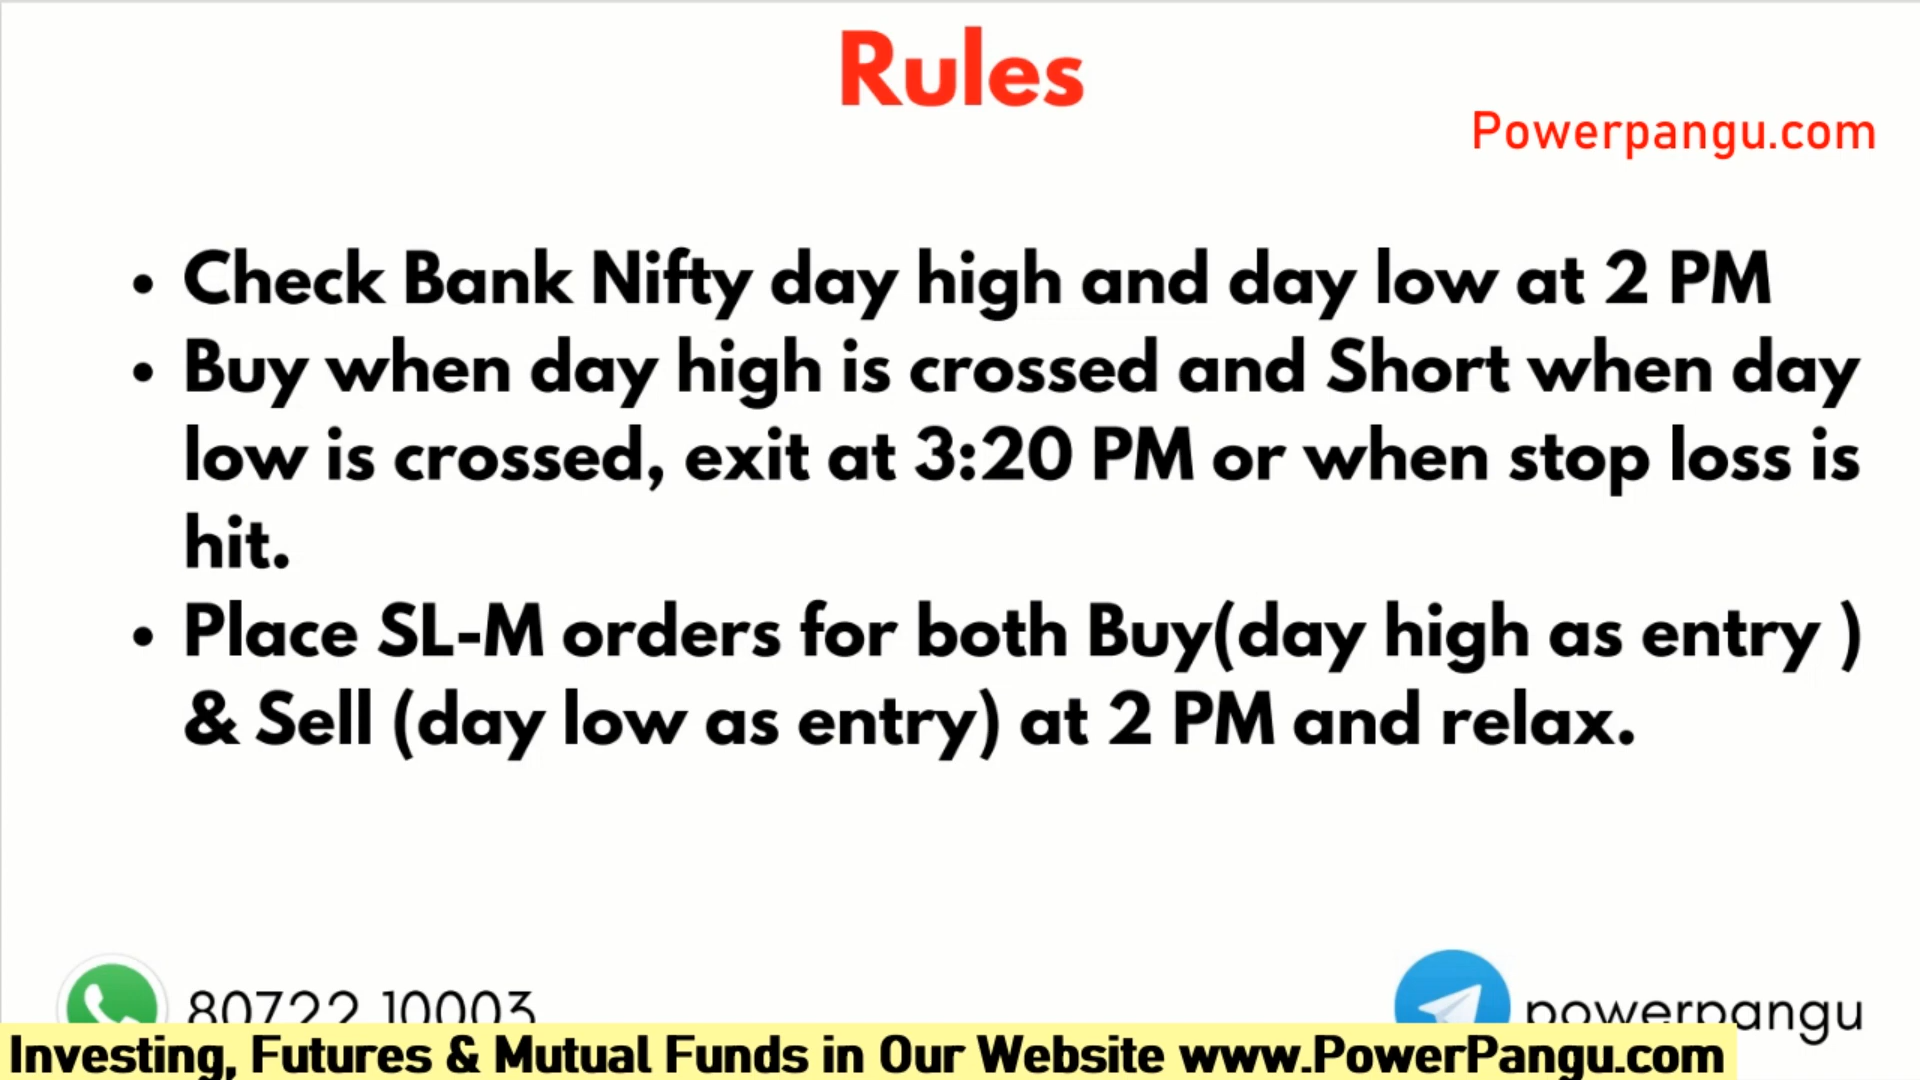 Rules
Powerpangu.com
• Check Bank Nifty day high and day low at 2 PM
• Buy when day high is crossed and Short when day
low is crossed, exit at 3:20 PM or when stop loss is
hit.
• Place SL-M orders for both Buy(day high as entry )
& Sell (day low as entry) at 2 PM and relax.
80722 10003
powerpangu
Investing, Futures & Mutual Funds in Our Website www.PowerPangu.com